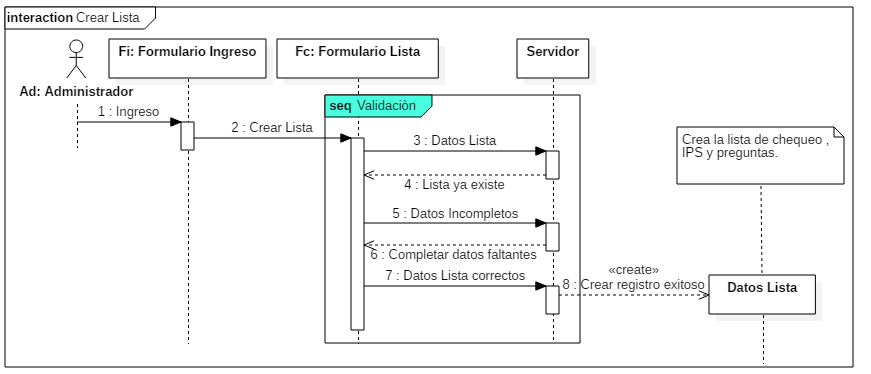 interaction Crear Lista
Fi: Formulario Ingreso
Fc: Formulario Lista
Servidor
Ad: Administrador
seq Validaciòn
1 : Ingreso
2 : Crear Lista
3 : Datos Lista
Crea la lista de chequeo ,
IPS y preguntas.
4 : Lista ya existe
5 : Datos Incompletos
6 : Completar datos faltantes
«create»
7 : Datos Lista correctos
8 : Crear registro exitoso
Datos Lista